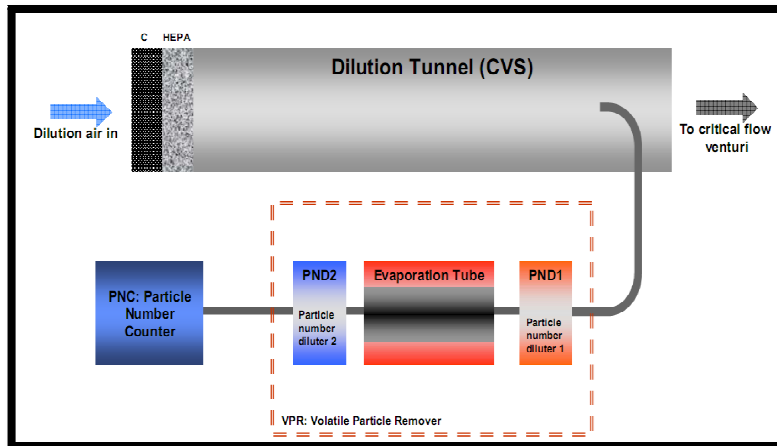 C HEPA
Dilution Tunnel (CVS)
Dilution air in
To critical flow
venturi
PNC: Particle
Number
Counter
PND2
Particle
number
diluter 2
Evaporation Tube
PND1
Particle
number
diluter 1
VPR: Volatile Particle Remover